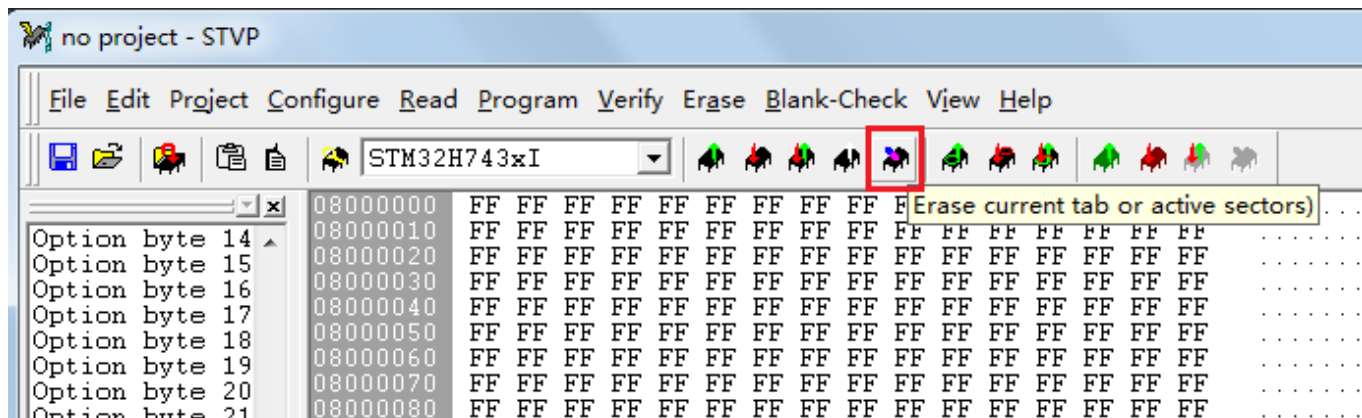 no project - STVP
File Edit Project Configure Read Program Verify Erase Blank-Check View Help
STM32H743xI
Erase current tab or active sectors)
Option byte 14
Option byte 15
Option byte 16
Option byte 17
Option byte 18
Option byte 19
Option byte 20
Option byte 21
08000000 FF FF FF FF FF FF FF FF FF
08000010 FF FF FF FF FF FF FF FF FF FF FF FF FF FF FF FF
08000020 FF FF FF FF FF FF FF FF FF FF FF FF FF FF FF FF
08000030 FF FF FF FF FF FF FF FF FF FF FF FF FF FF FF FF
08000040 FF FF FF FF FF FF FF FF FF FF FF FF FF FF FF FF
08000050 FF FF FF FF FF FF FF FF FF FF FF FF FF FF FF FF
08000060 FF FF FF FF FF FF FF FF FF FF FF FF FF FF FF FF
08000070 FF FF FF FF FF FF FF FF FF FF FF FF FF FF FF FF
08000080 FF FF FF FF FF FF FF FF FF FF FF FF FF FF FF FF